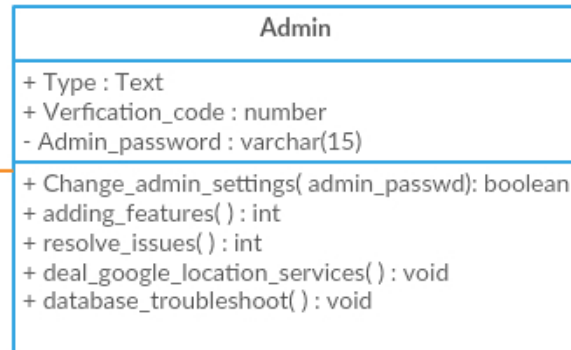 Admin
+ Type : Text
+ Verfication_code : number
- Admin_password : varchar(15)
+ Change_admin_settings( admin_passwd): boolean
+ adding_features( ) : int
+ resolve_issues( ) : int
+ deal_google_location_services( ) : void
+ database_troubleshoot( ) : void